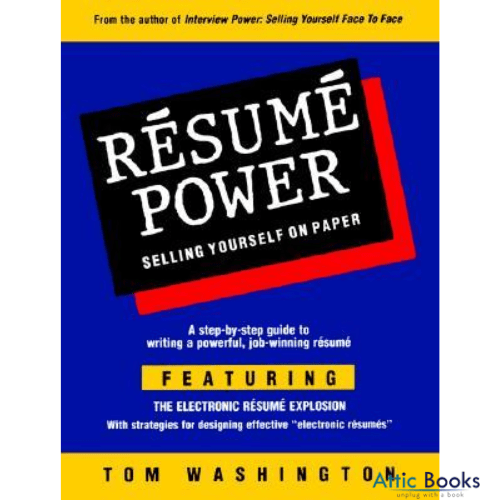 From the author of Interview Power: Selling Yourself Face To Face
RÉSUMÉ
POWER
SELLING YOURSELF ON PAPER
A step-by-step guide to
writing a powerful, job-winning résumé
FEATURING
THE ELECTRONIC RÉSUMÉ EXPLOSION
With strategies for designing effective "electronic résumés"
TOM WASHINGTON
Attic Books
unplug with a book